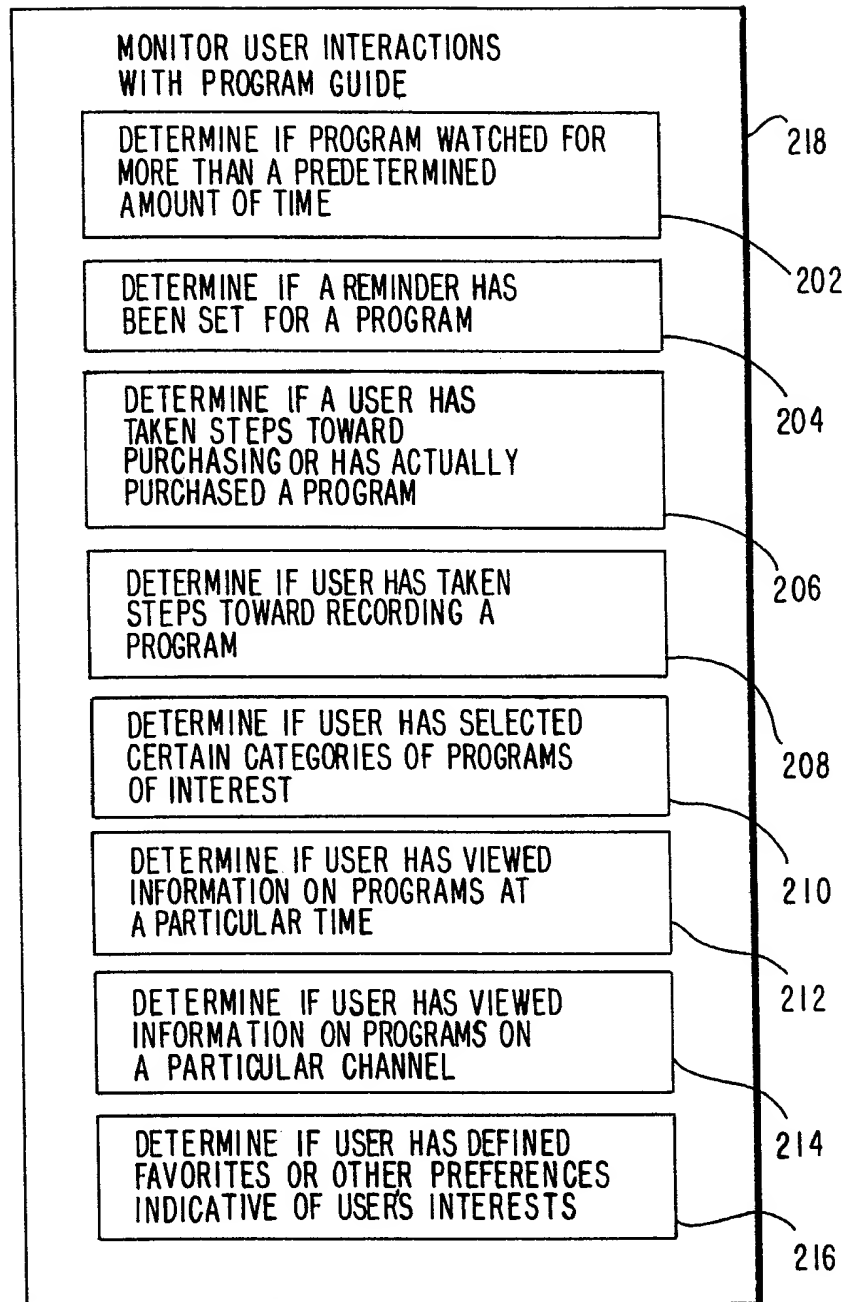 MONITOR USER INTERACTIONS
WITH PROGRAM GUIDE
218
DETERMINE IF PROGRAM WATCHED FOR
MORE THAN A PREDETERMINED
AMOUNT OF TIME
202
DETERMINE IF A REMINDER HAS
BEEN SET FOR A PROGRAM
204
DETERMINE IF A USER HAS
TAKEN STEPS TOWARD
PURCHASING OR HAS ACTUALLY
PURCHASED A PROGRAM
206
DETERMINE IF USER HAS TAKEN
STEPS TOWARD RECORDING A
PROGRAM
208
DETERMINE IF USER HAS SELECTED
CERTAIN CATEGORIES OF PROGRAMS
OF INTEREST
210
DETERMINE IF USER HAS VIEWED
INFORMATION ON PROGRAMS AT
A PARTICULAR TIME
212
DETERMINE IF USER HAS VIEWED
INFORMATION ON PROGRAMS ON
A PARTICULAR CHANNEL
214
DETERMINE IF USER HAS DEFINED
FAVORITES OR OTHER PREFERENCES
INDICATIVE OF USER'S INTERESTS
216